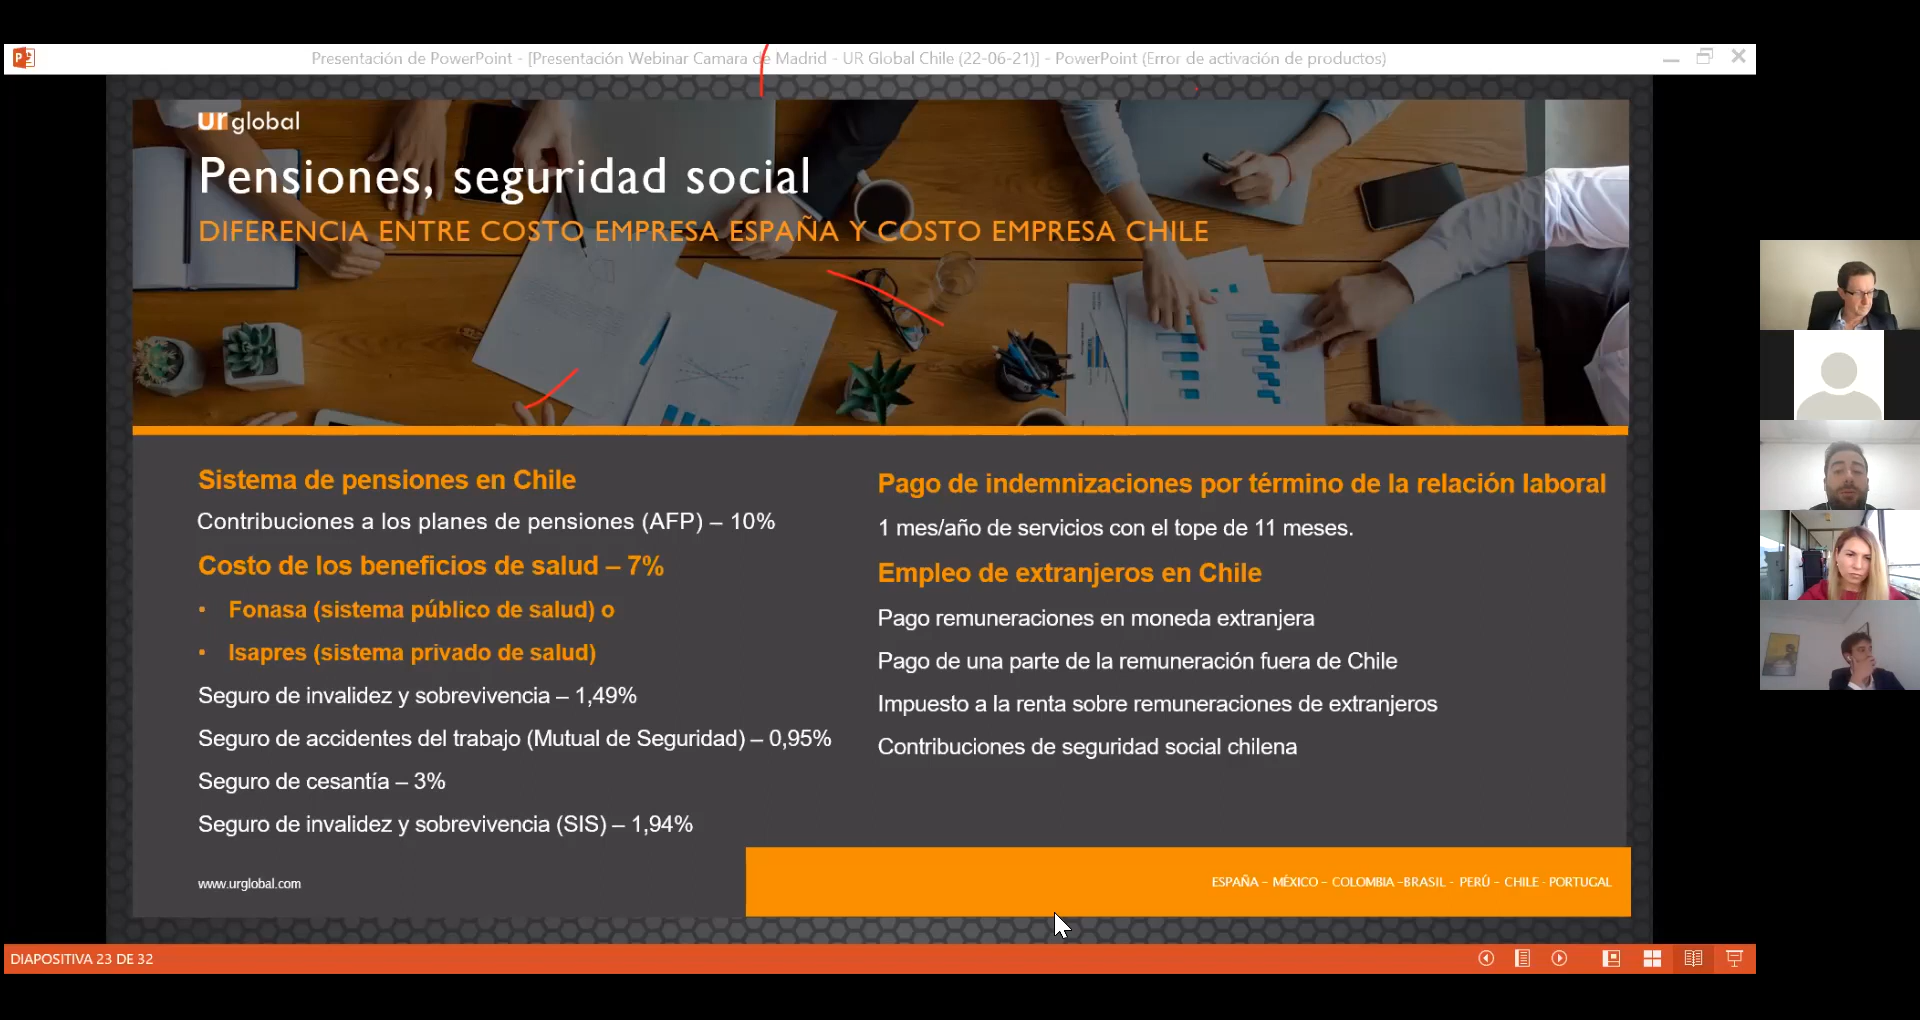 Presentación de PowerPoint - [Presentación Webinar Camara de Madrid - UR Global Chile (22-06-21)] - PowerPoint (Error de activación de productos)
ur global
Pensiones, seguridad social
DIFERENCIA ENTRE COSTO EMPRESA ESPAÑA Y COSTO EMPRESA CHILE
Sistema de pensiones en Chile
Contribuciones a los planes de pensiones (AFP) – 10%
Costo de los beneficios de salud – 7%
• Fonasa (sistema público de salud) o
• Isapres (sistema privado de salud)
Seguro de invalidez y sobrevivencia – 1,49%
Seguro de accidentes del trabajo (Mutual de Seguridad) – 0,95%
Seguro de cesantía – 3%
Seguro de invalidez y sobrevivencia (SIS) – 1,94%
Pago de indemnizaciones por término de la relación laboral
1 mes/año de servicios con el tope de 11 meses.
Empleo de extranjeros en Chile
Pago remuneraciones en moneda extranjera
Pago de una parte de la remuneración fuera de Chile
Impuesto a la renta sobre remuneraciones de extranjeros
Contribuciones de seguridad social chilena
www.urglobal.com
ESPAÑA – MÉXICO – COLOMBIA –BRASIL – PERÚ – CHILE - PORTUGAL
DIAPOSITIVA 23 DE 32